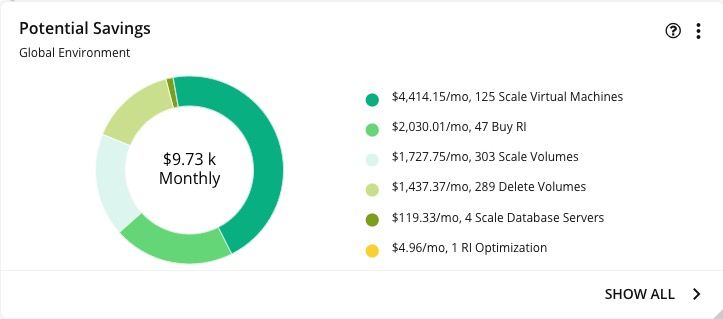 Potential Savings
Global Environment
$9.73 k
Monthly
$4,414.15/mo, 125 Scale Virtual Machines
$2,030.01/mo, 47 Buy RI
$1,727.75/mo, 303 Scale Volumes
$1,437.37/mo, 289 Delete Volumes
$119.33/mo, 4 Scale Database Servers
$4.96/mo, 1 RI Optimization
SHOW ALL